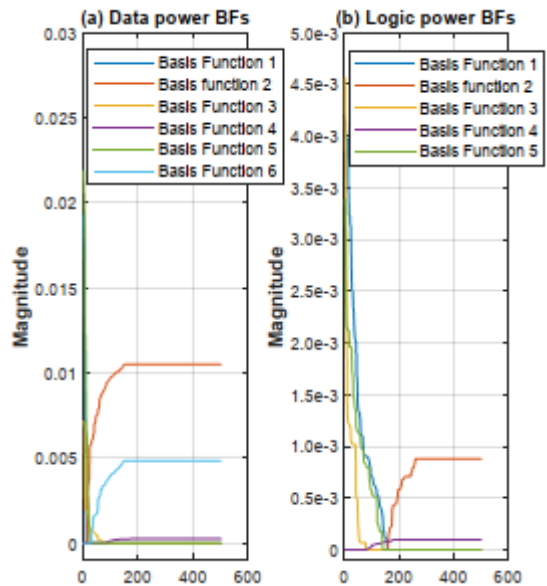 (a) Data power BFs
0.03
0.025
0.02
0.015
0.01
0.005
0
Magnitude
Basis Function 1
Basis function 2
Basis Function 3
Basis Function 4
Basis Function 5
Basis Function 6
0
200
400
600
(b) Logic power BFs
5.0e-3
4.5e-3
4.0e-3
3.5e-3
3.0e-3
2.5e-3
2.0e-3
1.5e-3
1.0e-3
0.5e-3
0
Magnitude
Basis Function 1
Basis function 2
Basis Function 3
Basis Function 4
Basis Function 5
0
200
400
600